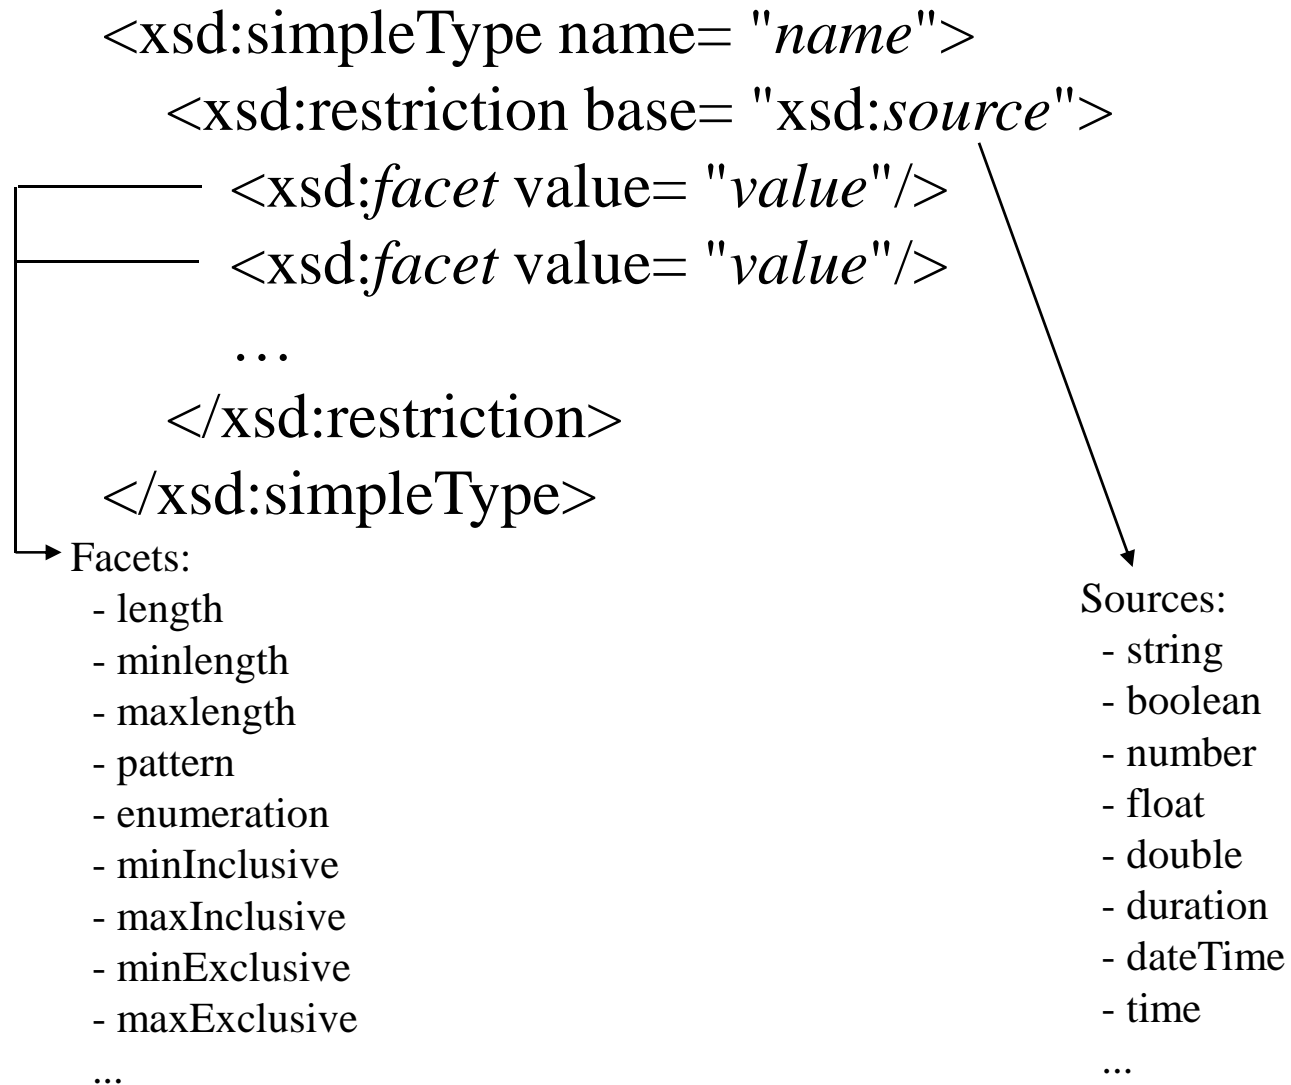 <xsd:simpleType name= "name">
<xsd:restriction base= "xsd:source">
<xsd:facet value= "value"/>
<xsd:facet value= "value"/>
…
</xsd:restriction>
</xsd:simpleType>
Facets:
- length
- minlength
- maxlength
- pattern
- enumeration
- minInclusive
- maxInclusive
- minExclusive
- maxExclusive
...
Sources:
- string
- boolean
- number
- float
- double
- duration
- dateTime
- time
...